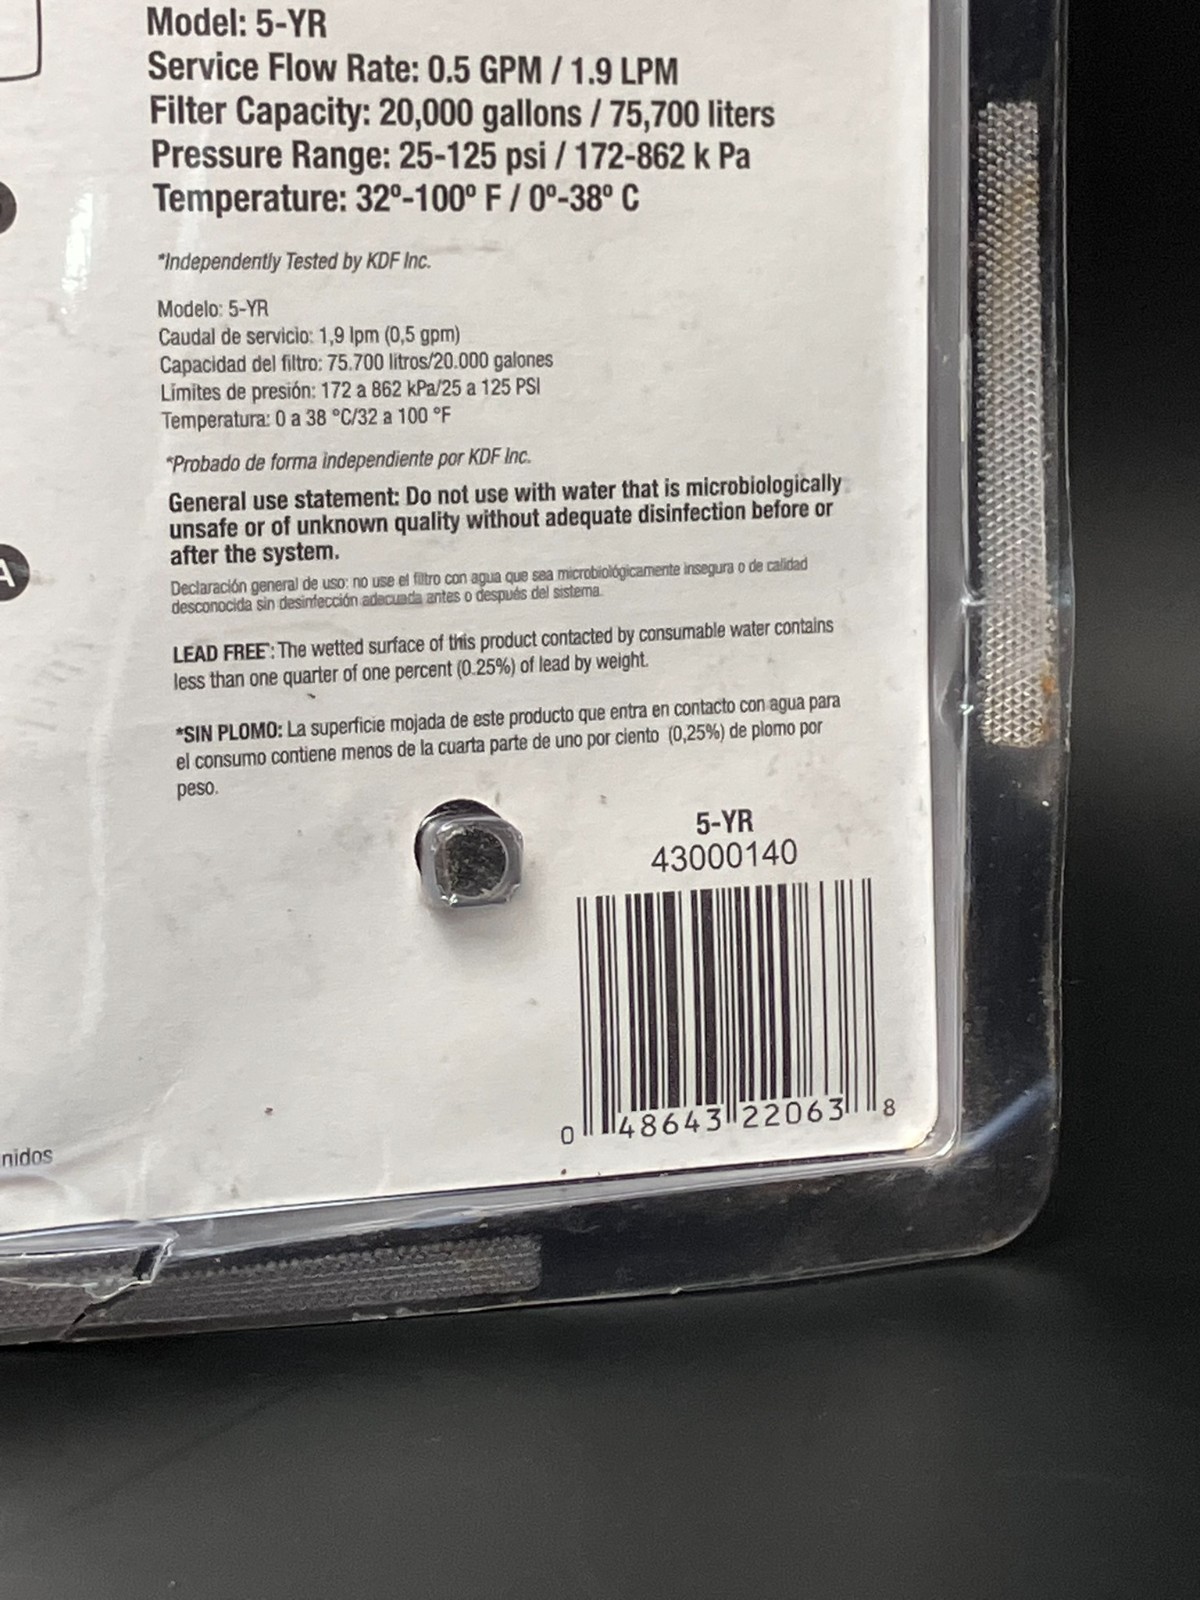 Model: 5-YR
Service Flow Rate: 0.5 GPM / 1.9 LPM
Filter Capacity: 20,000 gallons / 75,700 liters
Pressure Range: 25-125 psi / 172-862 k Pa
Temperature: 32º-100º F / 0º-38º C
*Independently Tested by KDF Inc.
Modelo: 5-YR
Caudal de servicio: 1,9 lpm (0,5 gpm)
Capacidad del filtro: 75.700 litros/20.000 galones
Límites de presión: 172 a 862 kPa/25 a 125 PSI
Temperatura: 0 a 38 °C/32 a 100 °F
*Probado de forma independiente por KDF Inc.
General use statement: Do not use with water that is microbiologically
unsafe or of unknown quality without adequate disinfection before or
after the system.
A
Declaración general de uso: no use el filtro con agua que sea microbiológicamente insegura o de calidad
desconocida sin desinfección adecuada antes o después del sistema.
LEAD FREE*: The wetted surface of this product contacted by consumable water contains
less than one quarter of one percent (0.25%) of lead by weight.
*SIN PLOMO: La superficie mojada de este producto que entra en contacto con agua para
el consumo contiene menos de la cuarta parte de uno por ciento (0,25%) de plomo por
peso.
5-YR
43000140
0 48643 22063 8
nidos